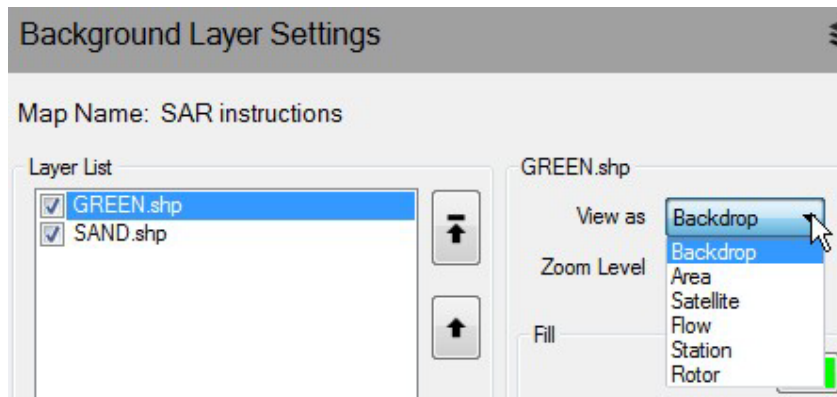 Background Layer Settings
Map Name: SAR instructions
Layer List
GREEN.shp
SAND.shp
GREEN.shp
View as Backdrop
Backdrop
Area
Satellite
Flow
Station
Rotor
Zoom Level
Fill